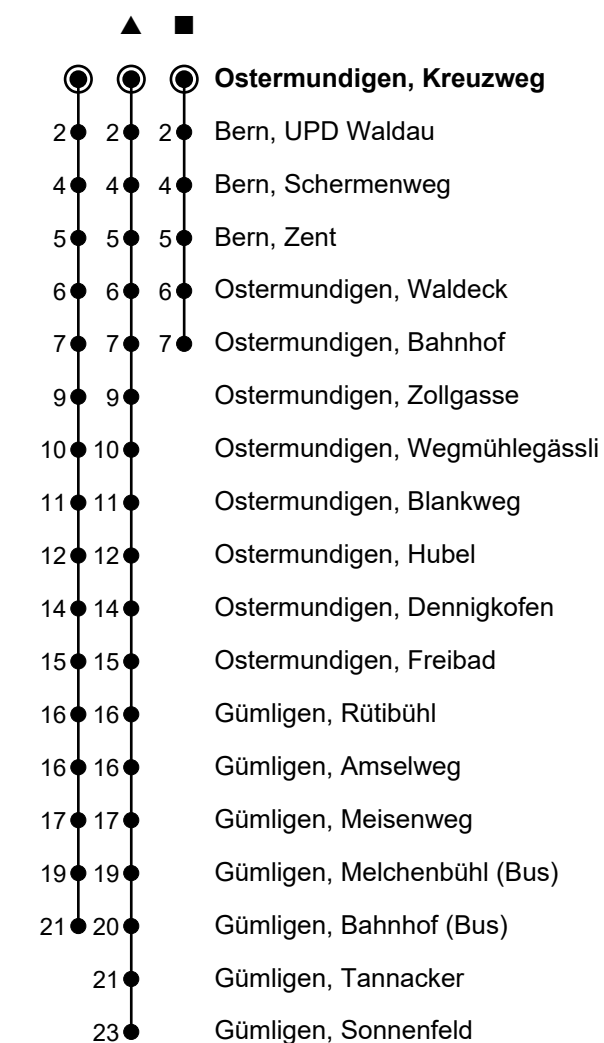 ▲ ■
Ostermundigen, Kreuzweg
2 2 2 Bern, UPD Waldau
4 4 4 Bern, Schermenweg
5 5 5 Bern, Zent
6 6 6 Ostermundigen, Waldeck
7 7 7 Ostermundigen, Bahnhof
9 9 Ostermundigen, Zollgasse
10 10 Ostermundigen, Wegmühlegässli
11 11 Ostermundigen, Blankweg
12 12 Ostermundigen, Hubel
14 14 Ostermundigen, Dennigkofen
15 15 Ostermundigen, Freibad
16 16 Gümligen, Rütibühl
16 16 Gümligen, Amselweg
17 17 Gümligen, Meisenweg
19 19 Gümligen, Melchenbühl (Bus)
21 20 Gümligen, Bahnhof (Bus)
21 Gümligen, Tannacker
23 Gümligen, Sonnenfeld